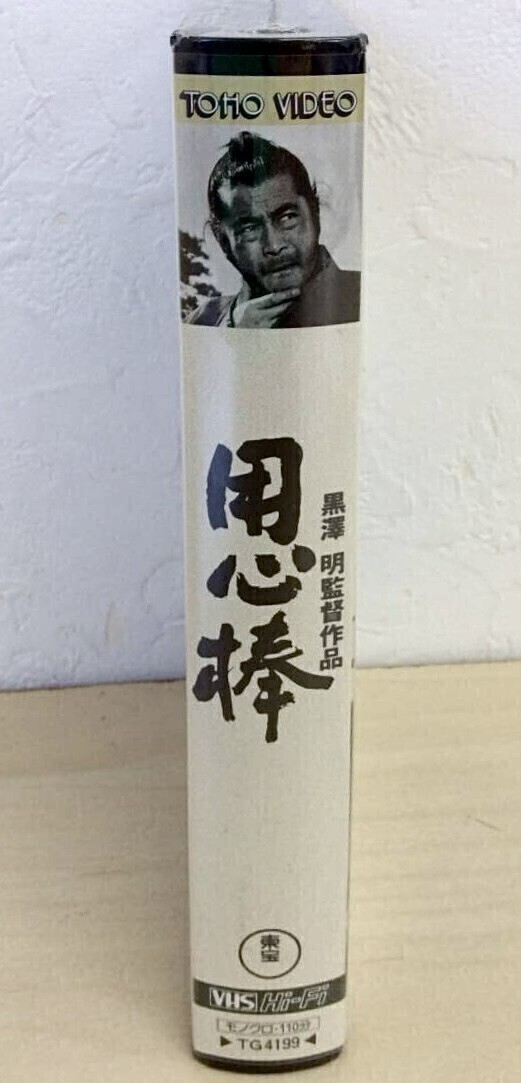 TOHO VIDEO
用心棒
黒澤 明監督作品
東宝
VHS Hi-Fi
モノクロ・110分
▶ TG4199 ◀